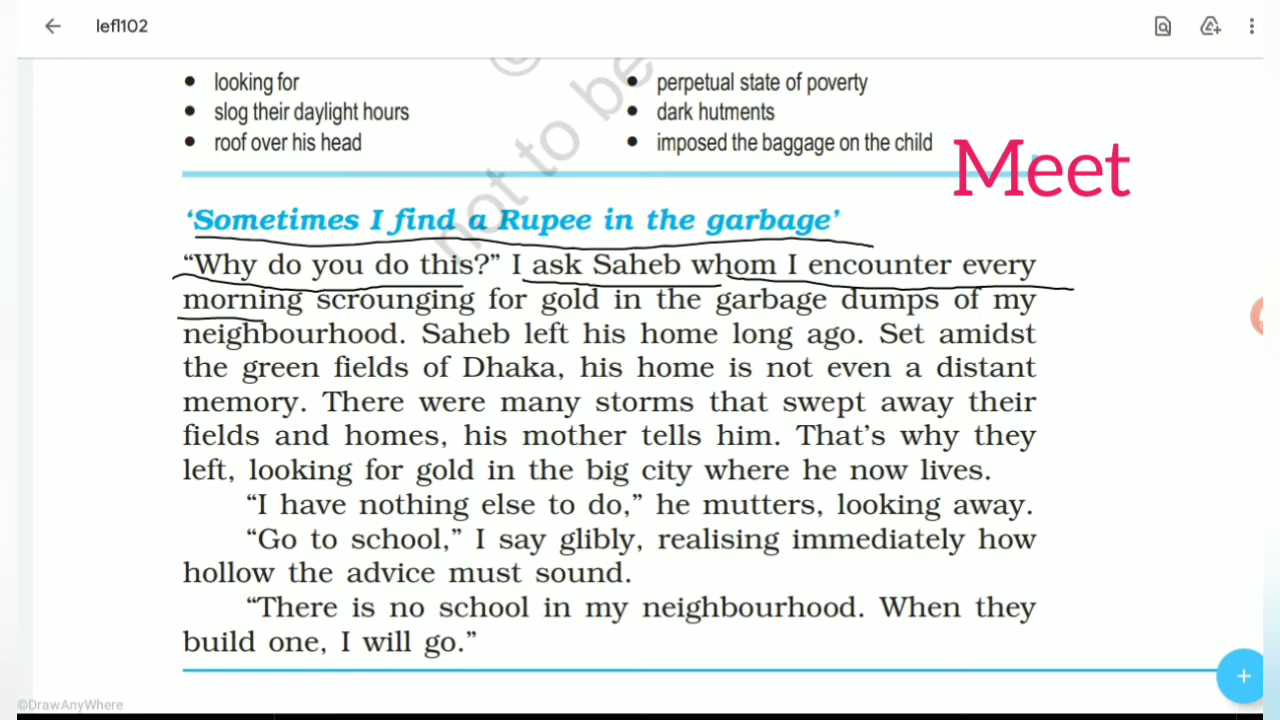 lefl102
looking for
perpetual state of poverty
slog their daylight hours
dark hutments
roof over his head
imposed the baggage on the child
Meet
not to be
‘Sometimes I find a Rupee in the garbage’
“Why do you do this?” I ask Saheb whom I encounter every
morning scrounging for gold in the garbage dumps of my
neighbourhood. Saheb left his home long ago. Set amidst
the green fields of Dhaka, his home is not even a distant
memory. There were many storms that swept away their
fields and homes, his mother tells him. That’s why they
left, looking for gold in the big city where he now lives.
“I have nothing else to do,” he mutters, looking away.
“Go to school,” I say glibly, realising immediately how
hollow the advice must sound.
“There is no school in my neighbourhood. When they
build one, I will go.”
©DrawAnyWhere